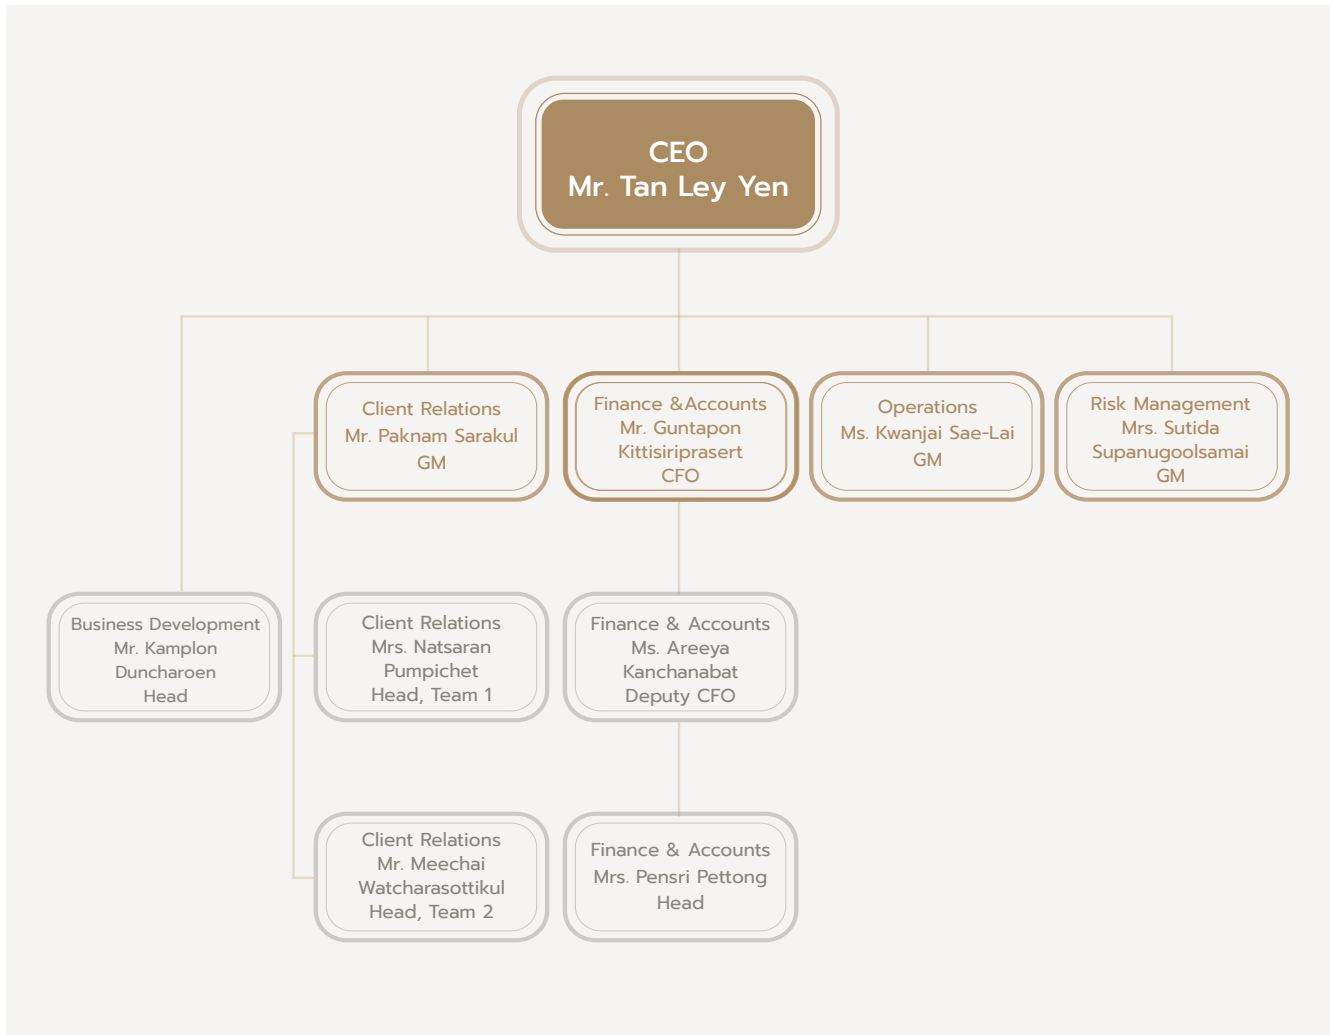 CEO
Mr. Tan Ley Yen
Client Relations
Mr. Paknam Sarakul
GM
Finance &Accounts
Mr. Guntapon
Kittisiriprasert
CFO
Operations
Ms. Kwanjai Sae-Lai
GM
Risk Management
Mrs. Sutida
Supanugoolsamai
GM
Business Development
Mr. Kamplon
Duncharoen
Head
Client Relations
Mrs. Natsaran
Pumpichet
Head, Team 1
Finance & Accounts
Ms. Areeya
Kanchanabat
Deputy CFO
Client Relations
Mr. Meechai
Watcharasottikul
Head, Team 2
Finance & Accounts
Mrs. Pensri Pettong
Head